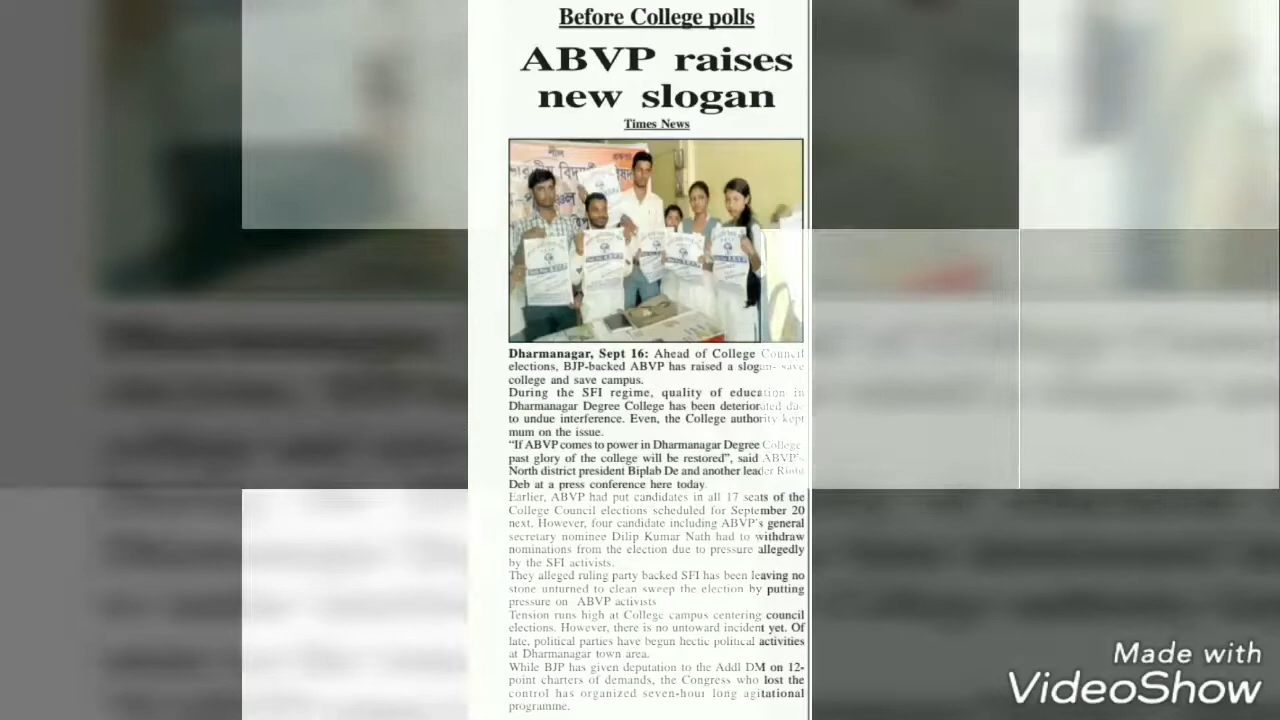 Before College polls
ABVP raises
new slogan
Times News
Dharmanagar, Sept 16: Ahead of College Council
elections, BJP-backed ABVP has raised a slogan- save
college and save campus.
During the SFI regime, quality of education in
Dharmanagar Degree College has been deteriorated due
to undue interference. Even, the College authority kept
mum on the issue.
“If ABVP comes to power in Dharmanagar Degree College
past glory of the college will be restored”, said ABVP's
North district president Biplab De and another leader Rintu
Deb at a press conference here today.
Earlier, ABVP had put candidates in all 17 seats of the
College Council elections scheduled for September 20
next. However, four candidate including ABVP's general
secretary nominee Dilip Kumar Nath had to withdraw
nominations from the election due to pressure allegedly
by the SFI activists.
They alleged ruling party backed SFI has been leaving no
stone unturned to clean sweep the election by putting
pressure on ABVP activists
Tension runs high at College campus centering council
elections. However, there is no untoward incident yet. Of
late, political parties have begun hectic political activities
at Dharmanagar town area.
While BJP has given deputation to the Addl DM on 12-
point charters of demands, the Congress who lost the
control has organized seven-hour long agitational
programme.
Made with
VideoShow